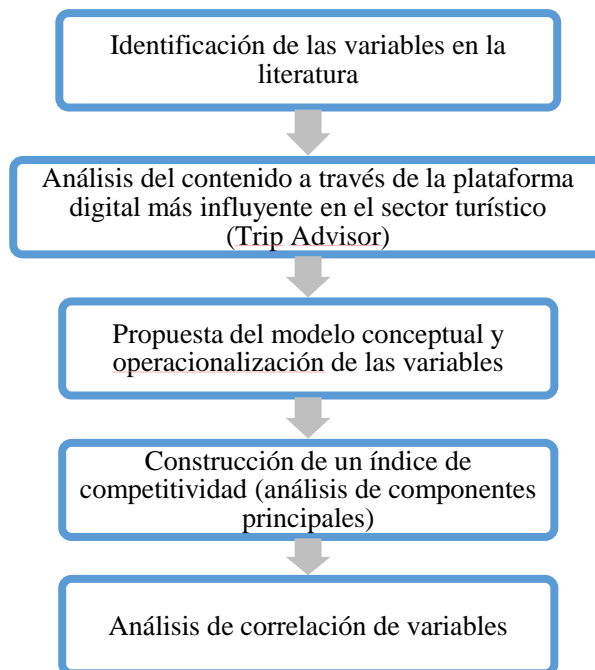 Identificación de las variables en la
literatura
Análisis del contenido a través de la plataforma
digital más influyente en el sector turístico
(Trip Advisor)
Propuesta del modelo conceptual y
operacionalización de las variables
Construcción de un índice de
competitividad (análisis de componentes
principales)
Análisis de correlación de variables